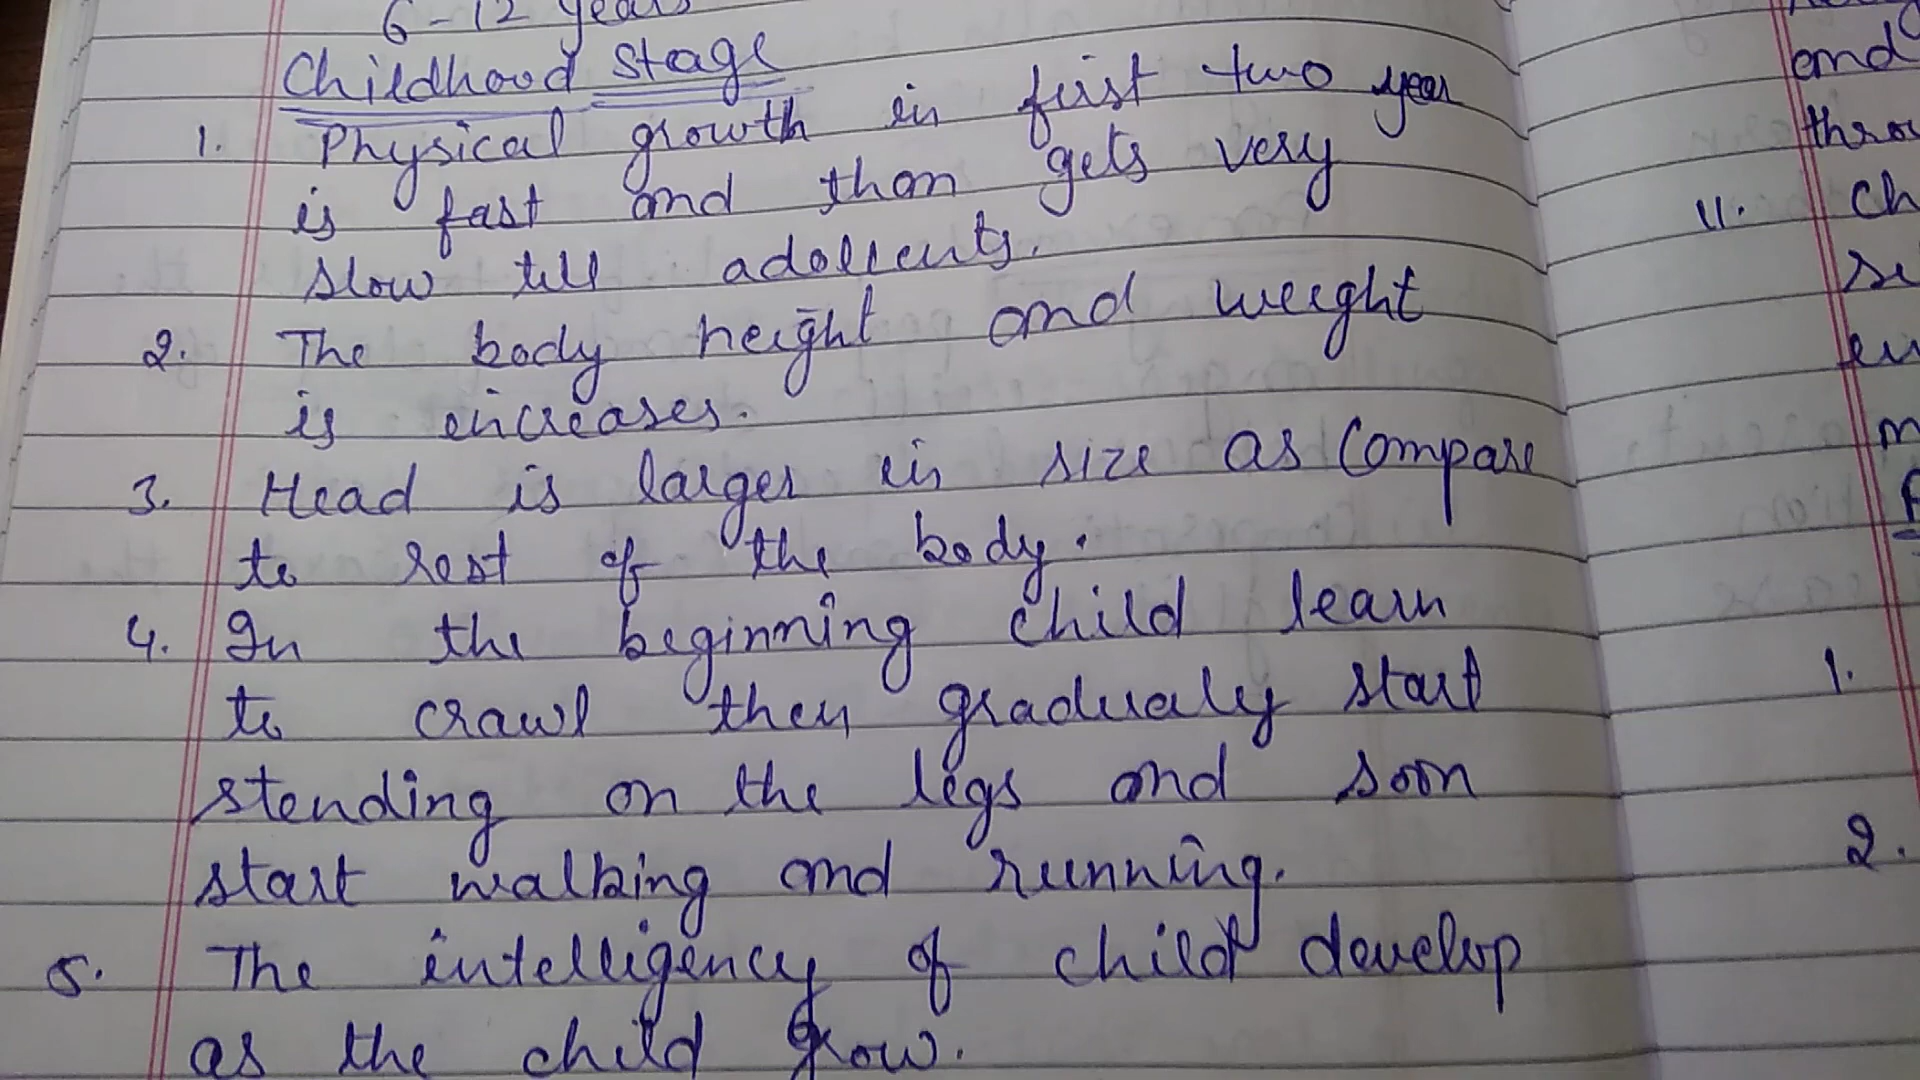 6-12 years
Childhood stage
1. Physical growth in first two year
is fast and than gets very
slow till adollents.
2. The body height and weight
is increases.
3. Head is larger in size as Compare
to rest of the body.
4. In the beginning child learn
to crawl then gradualy start
stending on the legs and soon
start walking and running.
5. The intelligency of child develop
as the child grow.
and
11. Ch
1.
2.